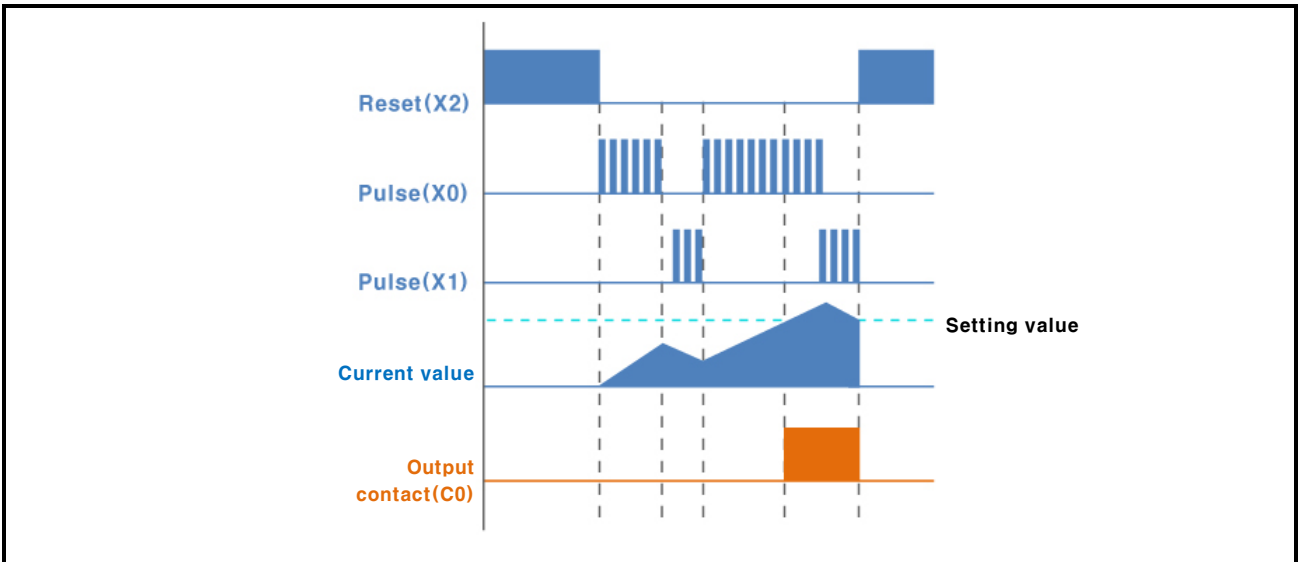 Reset(X2)
Pulse(X0)
Pulse(X1)
Setting value
Current value
Output
contact(C0)